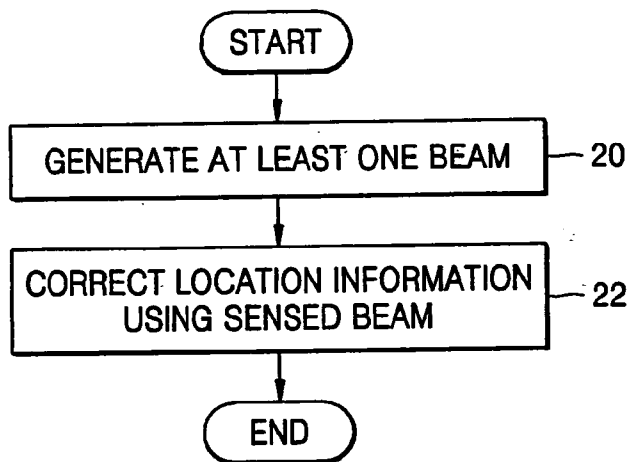 START
GENERATE AT LEAST ONE BEAM
20
CORRECT LOCATION INFORMATION
USING SENSED BEAM
22
END